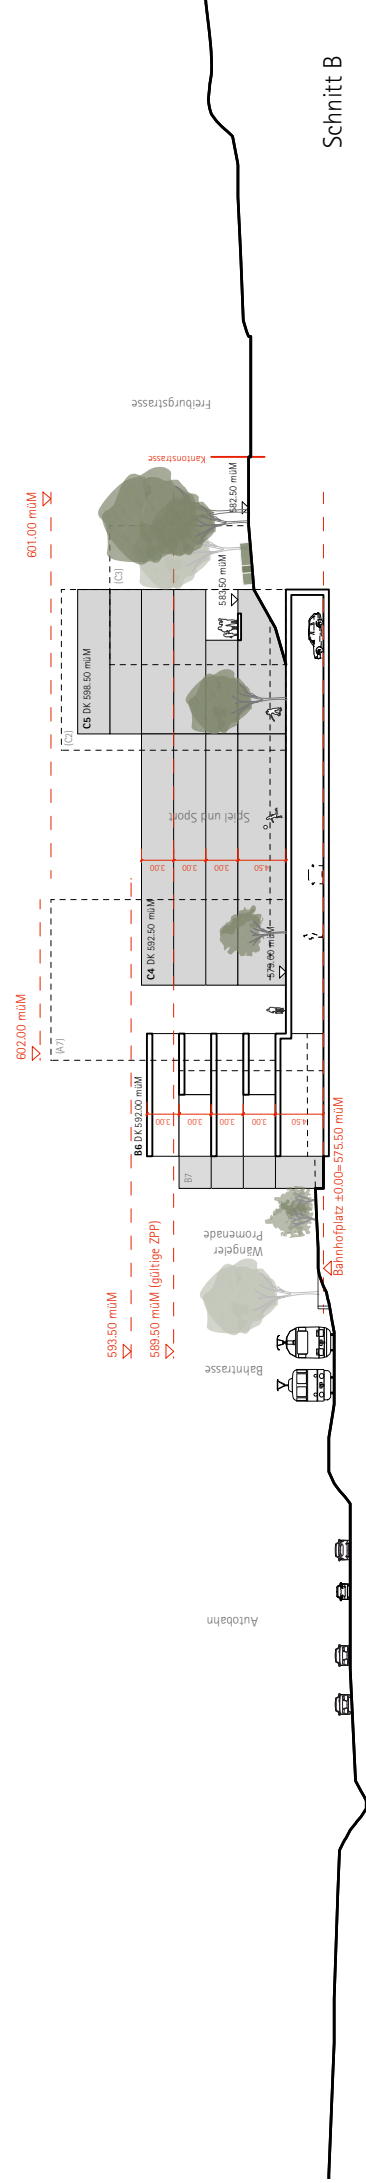 Schnitt B
Freiburgstrasse
Kantonstrasse
601.00 müM
582.50 müM
583.50 müM
(C3)
C5 DK 598.50 müM
(C2)
Spiel und Sport
3.00
3.00
3.00
4.50
C4 DK 592.50 müM
579.00 müM
602.00 müM
(A7)
B6 DK 592.00 müM
3.00
3.00
3.00
3.00
4.50
B7
Wängeler
Promenade
Bahnhofplatz ±0.00=575.50 müM
593.50 müM
589.50 müM (gültige ZPP)
Bahntrasse
Autobahn